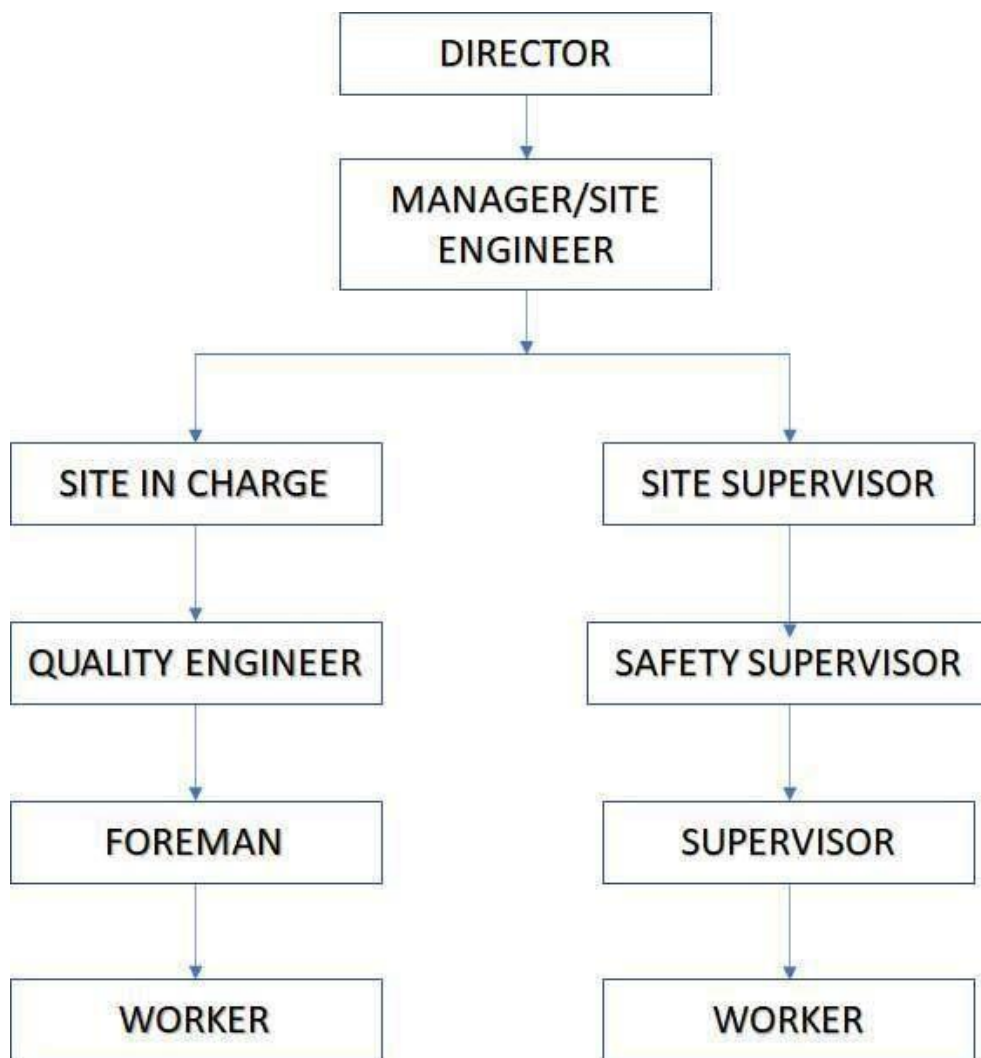 DIRECTOR
MANAGER/SITE
ENGINEER
SITE IN CHARGE
SITE SUPERVISOR
QUALITY ENGINEER
SAFETY SUPERVISOR
FOREMAN
SUPERVISOR
WORKER
WORKER